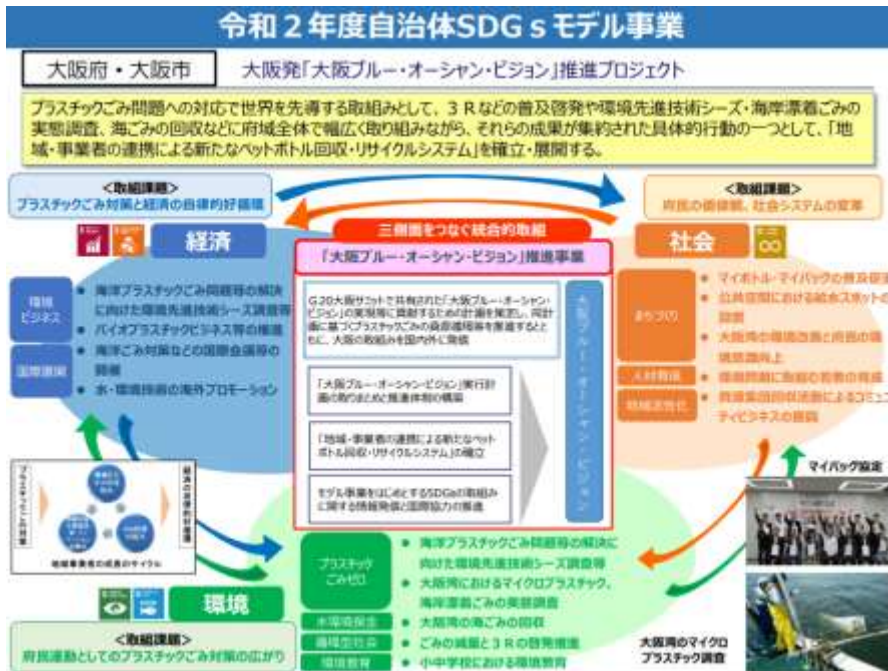 令和２年度自治体SDGｓモデル事業
大阪府・大阪市
大阪発「大阪ブルー・オーシャン・ビジョン」推進プロジェクト
プラスチックごみ問題への対応で世界を先導する取組みとして、３Ｒなどの普及啓発や環境先進技術シーズ・海岸漂着ごみの
実態調査、海ごみの回収などに府域全体で幅広く取り組みながら、それらの成果が集約された具体的行動の一つとして、「地
域・事業者の連携による新たなペットボトル回収・リサイクルシステム」を確立・展開する。
＜取組課題＞
プラスチックごみ対策と経済の自律的好循環
＜取組課題＞
府民の価値観、社会システムの変革
三側面をつなぐ統合的取組
「大阪ブルー・オーシャン・ビジョン」推進事業
経済
環境
ビジネス
国際展開
● 海洋プラスチックごみ問題等の解決
に向けた環境先進技術シーズ調査等
● バイオプラスチックビジネス等の推進
● 海洋ごみ対策などの国際会議等の
開催
● 水・環境技術の海外プロモーション
G20大阪サミットで共有された「大阪ブルー・オーシャン・
ビジョン」の実現等に貢献するための計画を策定し、同計
画に基づくプラスチックごみの資源循環等を推進するとと
もに、大阪の取組みを国内外に発信
「大阪ブルー・オーシャン・ビジョン」実行計
画の取りまとめと推進体制の構築
「地域・事業者の連携による新たなペット
ボトル回収・リサイクルシステム」の確立
モデル事業をはじめとするSDGsの取組み
に関する情報発信と国際協力の推進
大阪ブルー・オーシャン・ビジョン
社会
まちづくり
人材育成
地域活性化
● マイボトル・マイバッグの普及促進
● 公共空間における給水スポットの
設置
● 大阪湾の環境改善と府民の環
境意識向上
● 環境問題に取組む若者の育成
● 資源集団回収活動によるコミュニ
ティビジネスの展開
プラスチックごみ対策
経済の自律的好循環
地域事業者の成長のサイクル
マイバッグ協定
環境
＜取組課題＞
府民運動としてのプラスチックごみ対策の広がり
プラスチック
ごみゼロ
水環境保全
循環型社会
環境教育
● 海洋プラスチックごみ問題等の解決に
向けた環境先進技術シーズ調査等
● 大阪湾におけるマイクロプラスチック、
海岸漂着ごみの実態調査
● 大阪湾の海ごみの回収
● ごみの減量と３Ｒの啓発推進
● 小中学校における環境教育
大阪湾のマイクロ
プラスチック調査